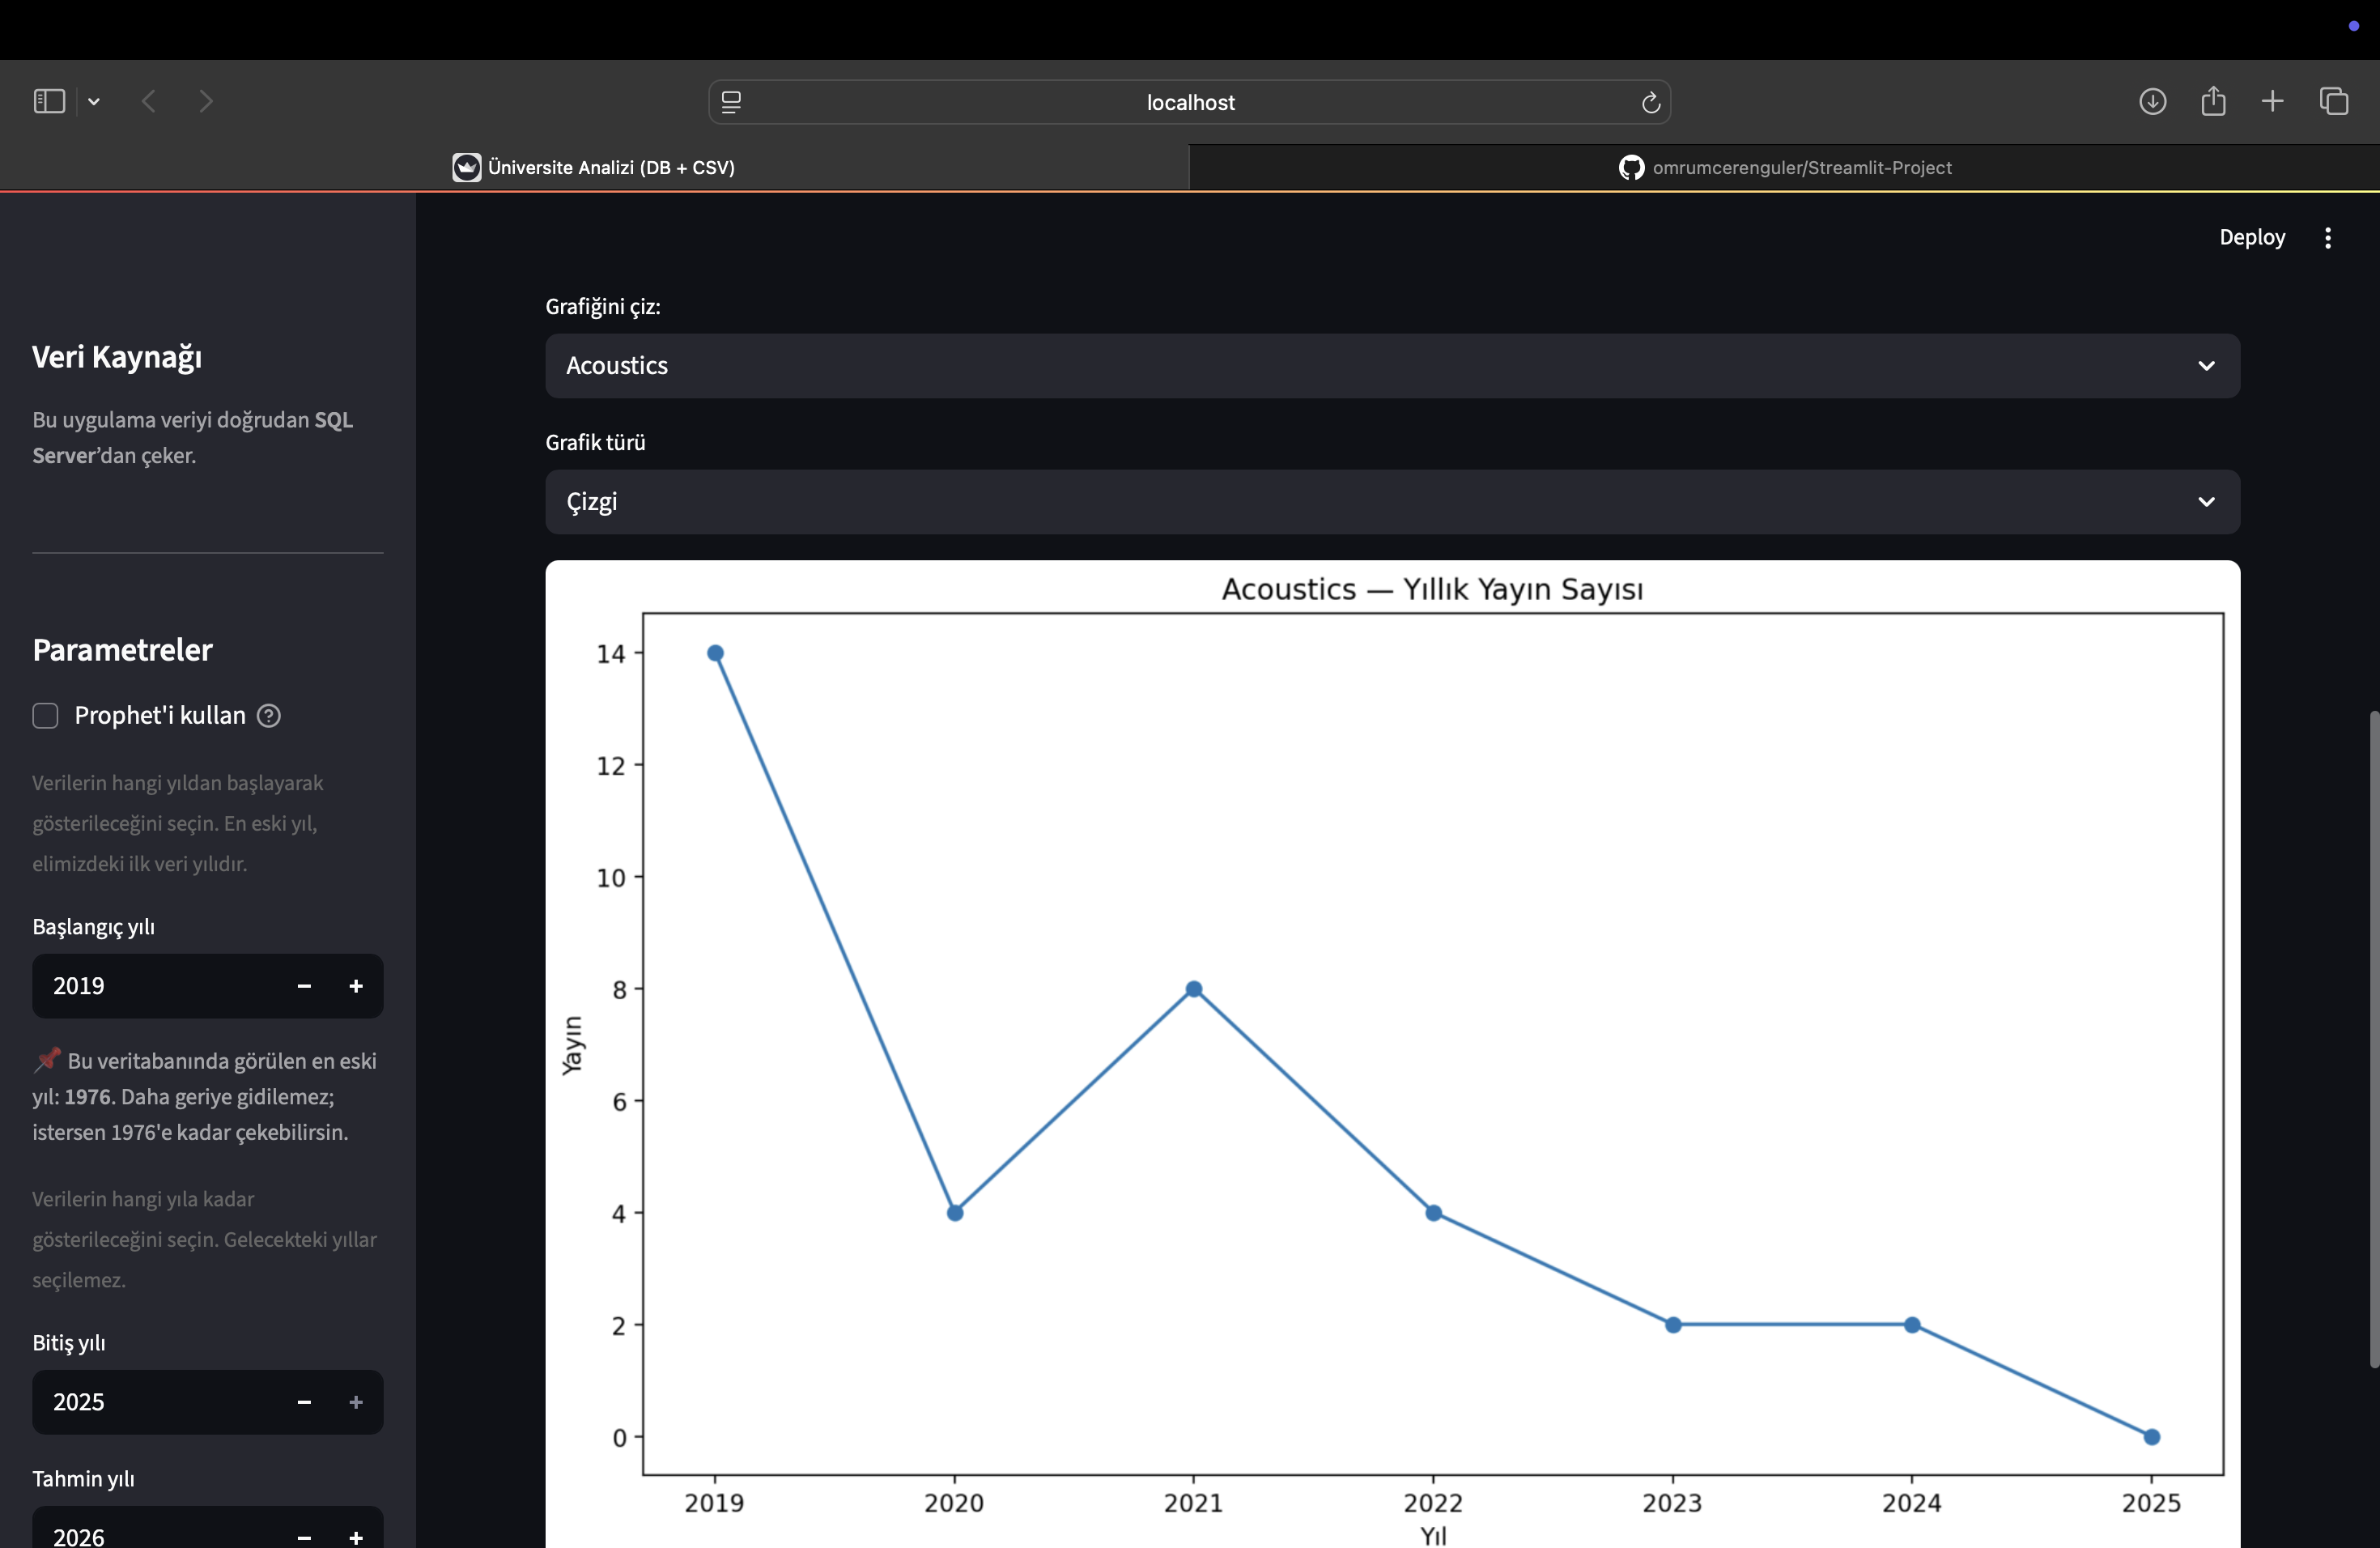 localhost
Üniversite Analizi (DB + CSV)
omrumcerenguler/Streamlit-Project
Deploy
Veri Kaynağı
Bu uygulama veriyi doğrudan SQL
Server'dan çeker.
Parametreler
Prophet'i kullan
Verilerin hangi yıldan başlayarak
gösterileceğini seçin. En eski yıl,
elimizdeki ilk veri yılıdır.
Başlangıç yılı
2019 − +
Bu veritabanında görülen en eski
yıl: 1976. Daha geriye gidilemez;
istersen 1976'e kadar çekebilirsin.
Verilerin hangi yıla kadar
gösterileceğini seçin. Gelecekteki yıllar
seçilemez.
Bitiş yılı
2025 − +
Tahmin yılı
2026 − +
Grafiğini çiz:
Acoustics
Grafik türü
Çizgi
Acoustics — Yıllık Yayın Sayısı
14
12
10
8
6
4
2
0
Yayın
2019 2020 2021 2022 2023 2024 2025
Yıl